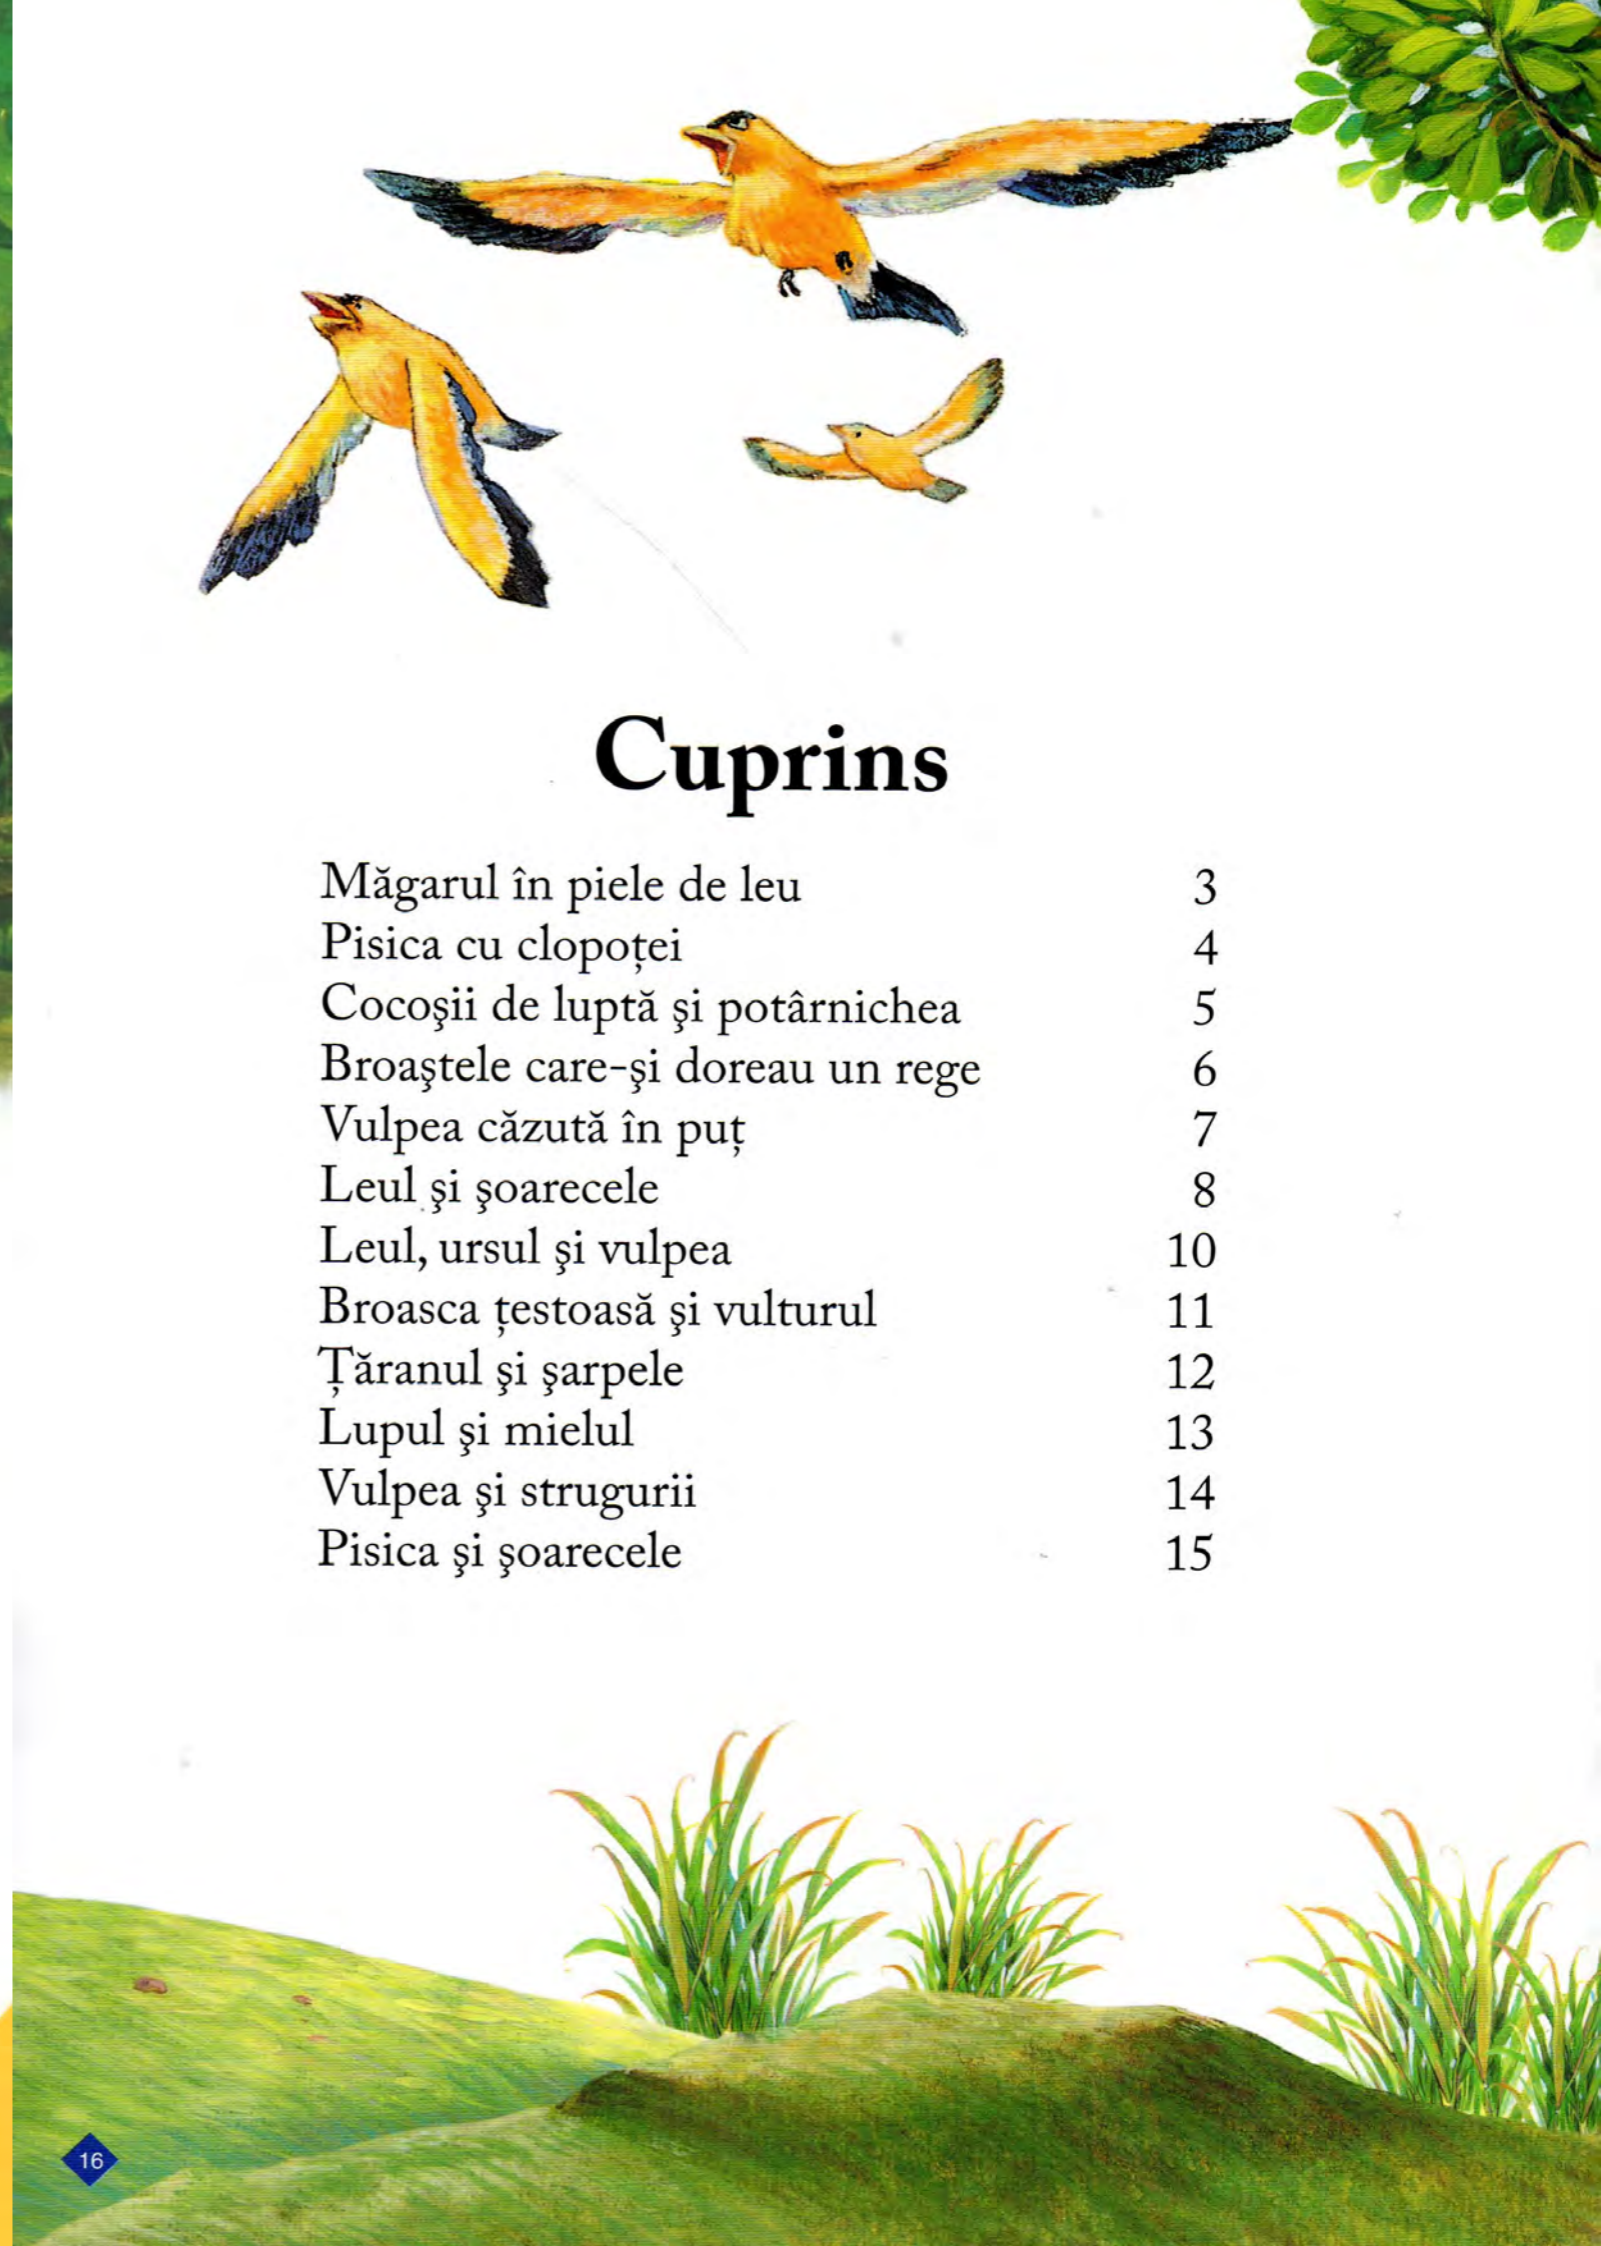 Cuprins
Măgarul în piele de leu 3
Pisica cu clopoței 4
Cocoşii de luptă şi potârnichea 5
Broaştele care-şi doreau un rege 6
Vulpea căzută în puț 7
Leul şi şoarecele 8
Leul, ursul şi vulpea 10
Broasca țestoasă şi vulturul 11
Țăranul şi şarpele 12
Lupul şi mielul 13
Vulpea şi strugurii 14
Pisica şi şoarecele 15
16